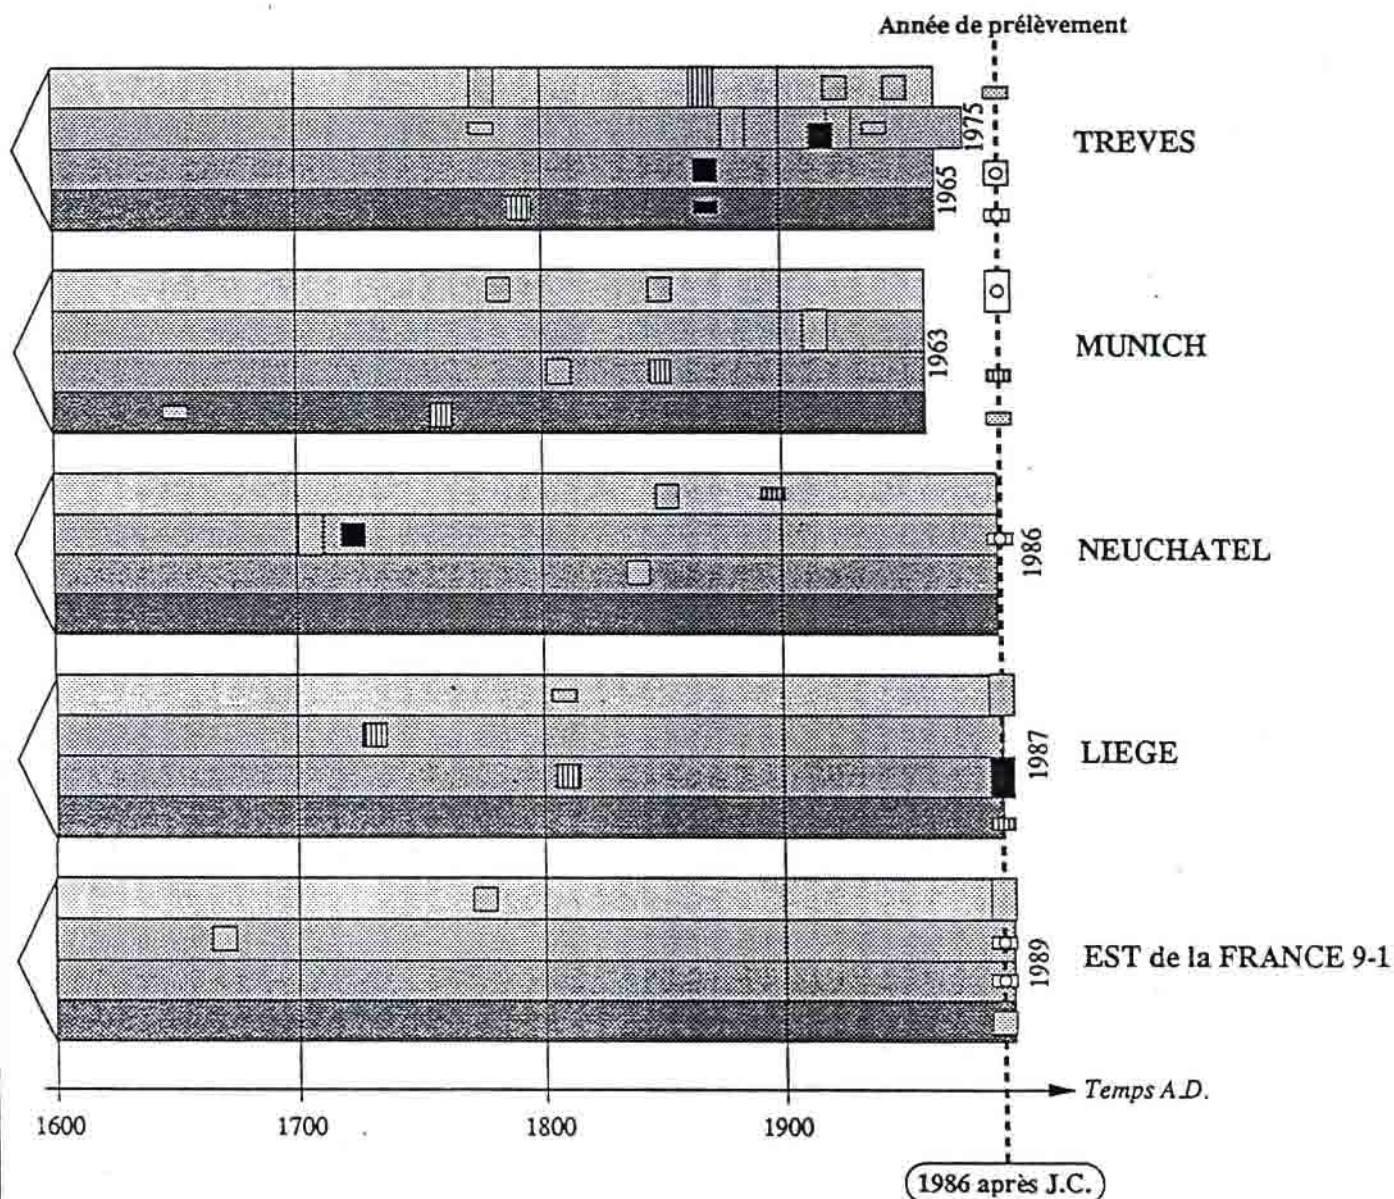 Année de prélèvement
1975
1965
TREVES
1963
MUNICH
1986
NEUCHATEL
1987
LIEGE
1989
EST de la FRANCE 9-1
Temps A.D.
1600
1700
1800
1900
1986 après J.C.